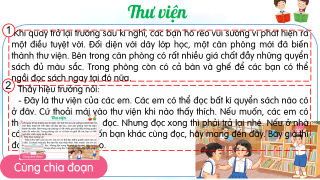 Thư viện
1
Khi quay trở lại trường sau kì nghỉ, các bạn hò reo vui sướng vì phát hiện ra
một điều tuyệt vời. Đối diện với dãy lớp học, một căn phòng mới đã biến
thành thư viện. Bên trong căn phòng có rất nhiều giá chất đầy những quyển
sách đủ màu sắc. Trong phòng còn có cả bàn và ghế để các bạn có thể
ngồi đọc sách ngay tại đó nữa.
2
Thầy hiệu trưởng nói:
- Đây là thư viện của các em. Các em có thể đọc bất kì quyển sách nào có
ở đây. Cứ thoải mái vào thư viện khi nào thấy thích. Nếu muốn, các em có
đọc. Nhưng đọc xong thì phải trả lại nhé. Nếu ở nhà
bạn khác cùng đọc, hãy mang đến đây. Bây giờ thì
Cùng chia đoạn